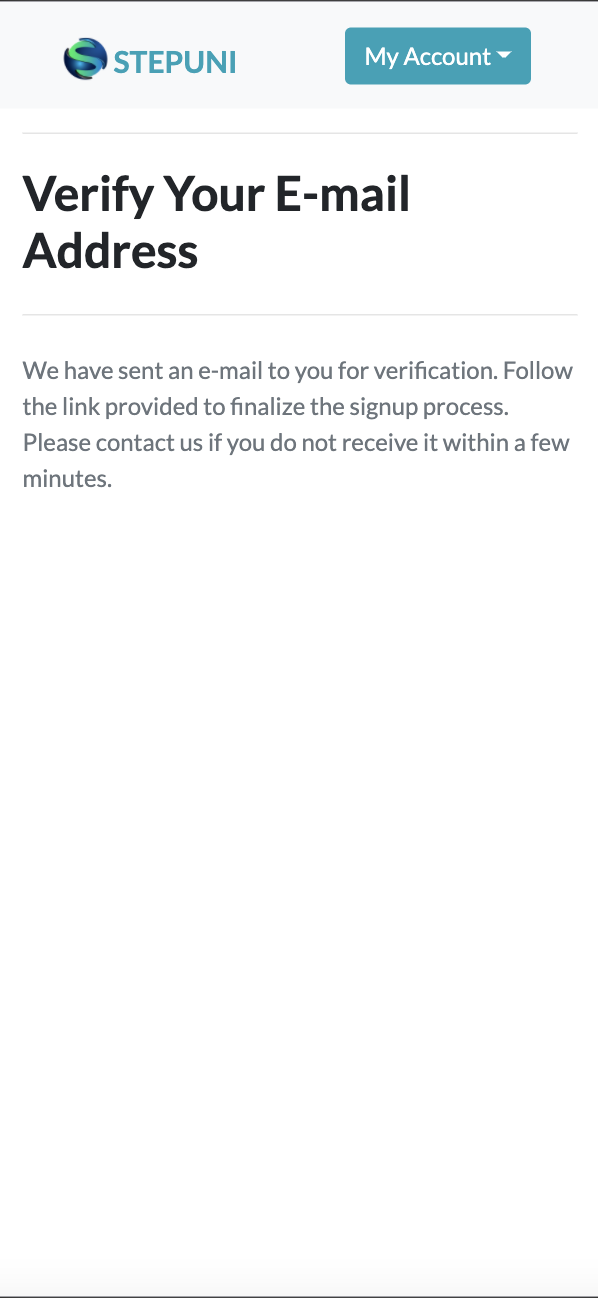 STEPUNI
My Account
Verify Your E-mail
Address
We have sent an e-mail to you for verification. Follow
the link provided to finalize the signup process.
Please contact us if you do not receive it within a few
minutes.